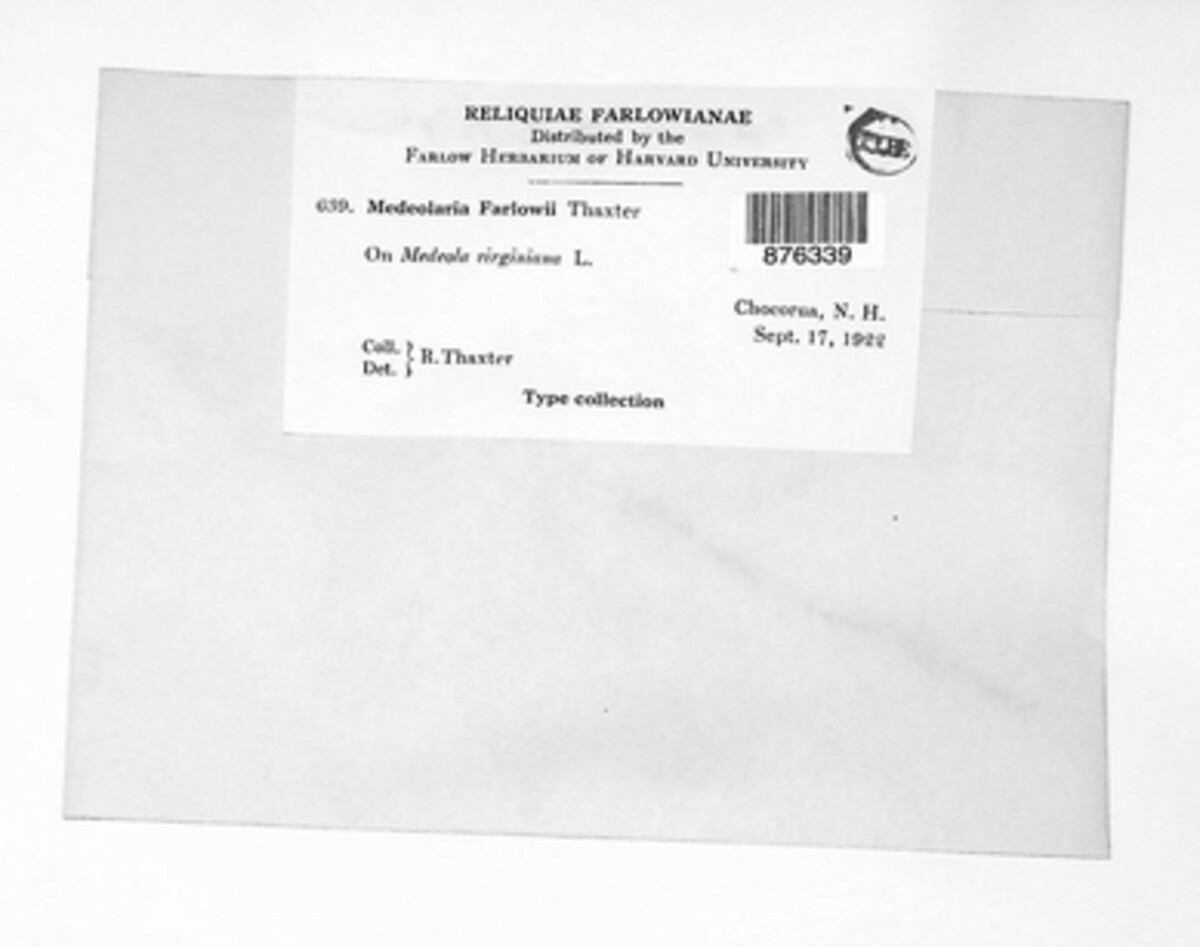 RELIQUIAE FARLOWIANAE
Distributed by the
FARLOW HERBARIUM OF HARVARD UNIVERSITY
639. Medeolaria Farlowii Thaxter
876339
On Medeola virginiana L.
Chocorua, N. H.
Sept. 17, 1922
Coll. } R. Thaxter
Det. }
Type collection